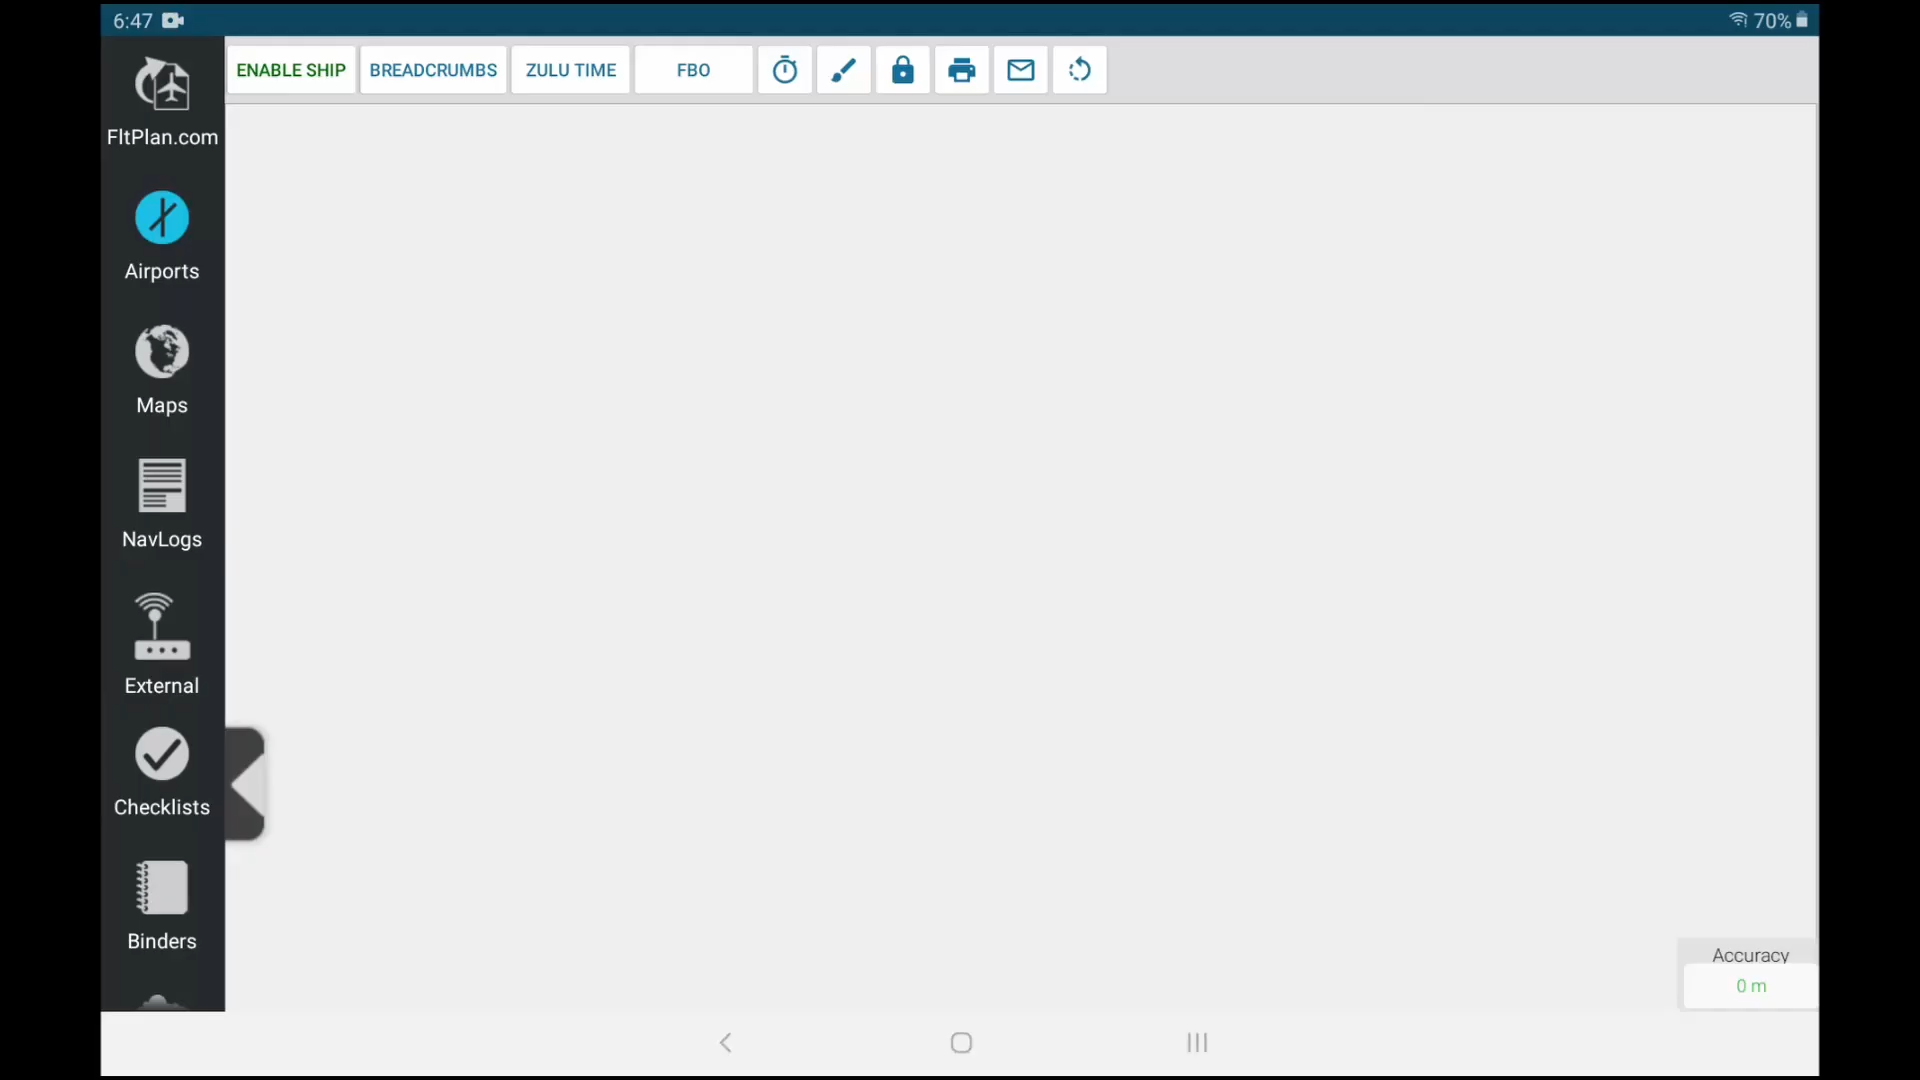 6:47
70%
ENABLE SHIP
BREADCRUMBS
ZULU TIME
FBO
FltPlan.com
Airports
Maps
NavLogs
External
Checklists
Binders
Accuracy
0 m